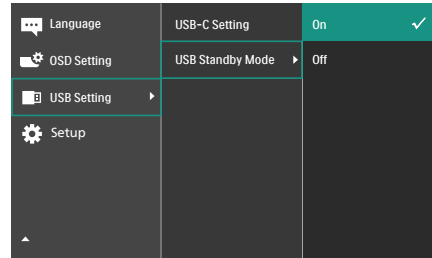 Language
USB-C Setting
On
OSD Setting
USB Standby Mode
Off
USB Setting
Setup